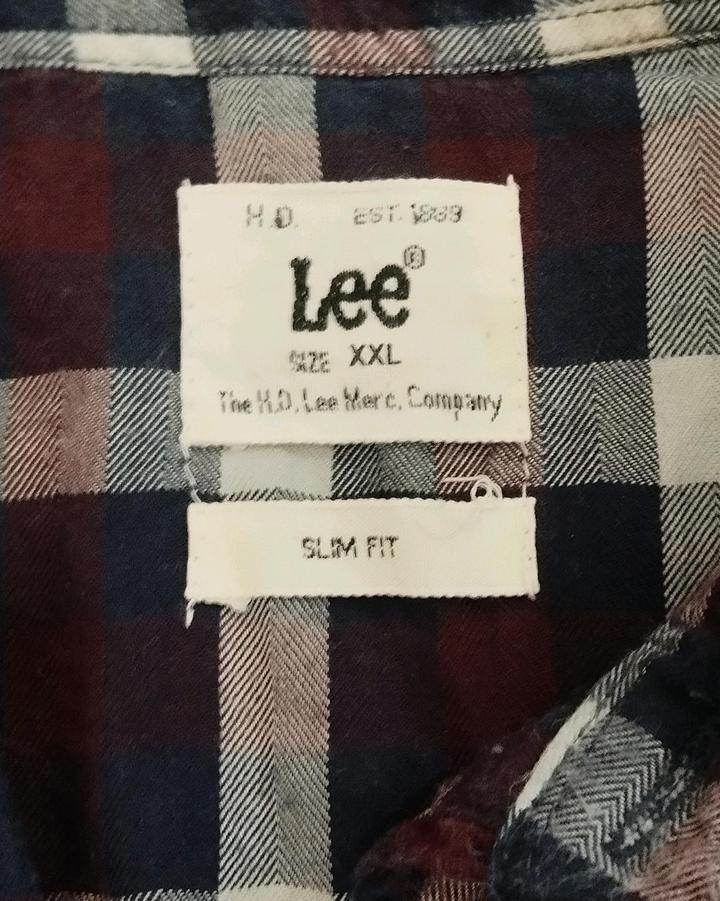 H.D. EST. 1889
Lee®
SIZE XXL
The H.D. Lee Merc. Company
SLIM FIT